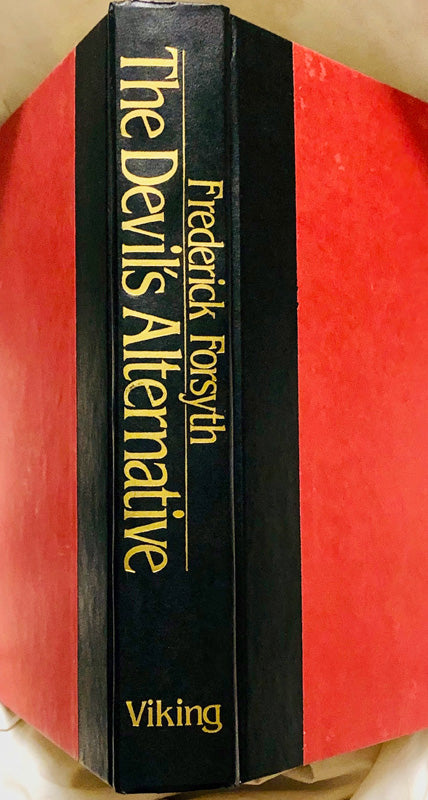 Frederick Forsyth
The Devil's Alternative
Viking